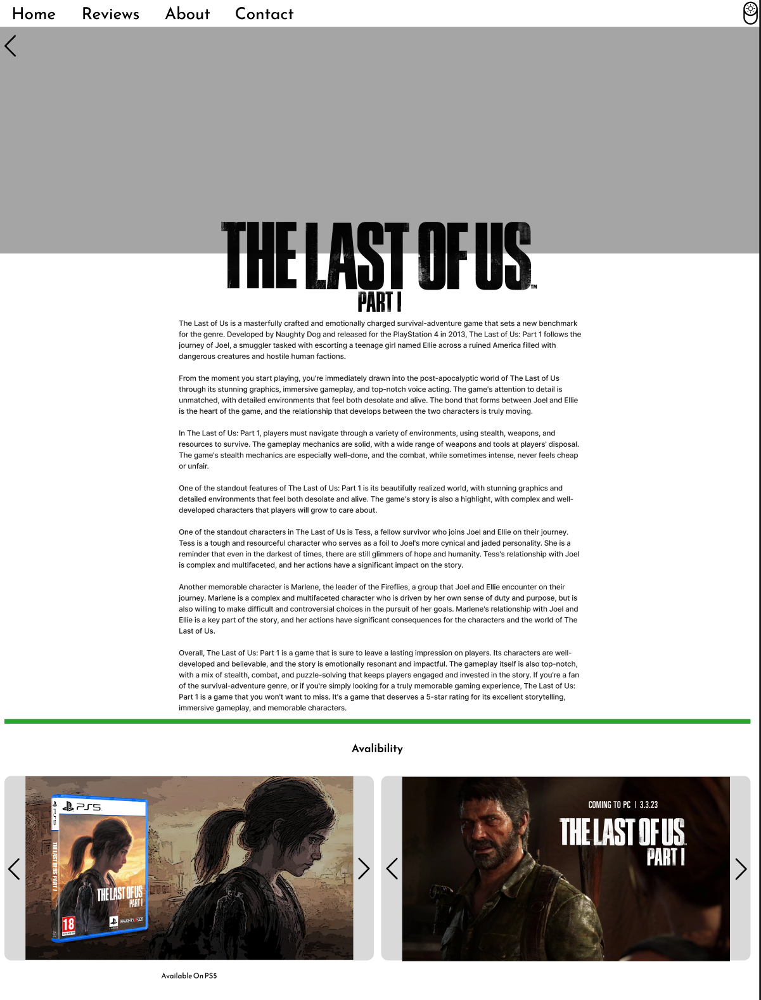 Home Reviews About Contact
THE LAST OF US™
PART I
The Last of Us is a masterfully crafted and emotionally charged survival-adventure game that sets a new benchmark
for the genre. Developed by Naughty Dog and released for the PlayStation 4 in 2013, The Last of Us: Part 1 follows the
journey of Joel, a smuggler tasked with escorting a teenage girl named Ellie across a ruined America filled with
dangerous creatures and hostile human factions.
From the moment you start playing, you're immediately drawn into the post-apocalyptic world of The Last of Us
through its stunning graphics, immersive gameplay, and top-notch voice acting. The game's attention to detail is
unmatched, with detailed environments that feel both desolate and alive. The bond that forms between Joel and Ellie
is the heart of the game, and the relationship that develops between the two characters is truly moving.
In The Last of Us: Part 1, players must navigate through a variety of environments, using stealth, weapons, and
resources to survive. The gameplay mechanics are solid, with a wide range of weapons and tools at players' disposal.
The game's stealth mechanics are especially well-done, and the combat, while sometimes intense, never feels cheap
or unfair.
One of the standout features of The Last of Us: Part 1 is its beautifully realized world, with stunning graphics and
detailed environments that feel both desolate and alive. The game's story is also a highlight, with complex and well-
developed characters that players will grow to care about.
One of the standout characters in The Last of Us is Tess, a fellow survivor who joins Joel and Ellie on their journey.
Tess is a tough and resourceful character who serves as a foil to Joel's more cynical and jaded personality. She is a
reminder that even in the darkest of times, there are still glimmers of hope and humanity. Tess's relationship with Joel
is complex and multifaceted, and her actions have a significant impact on the story.
Another memorable character is Marlene, the leader of the Fireflies, a group that Joel and Ellie encounter on their
journey. Marlene is a complex and multifaceted character who is driven by her own sense of duty and purpose, but is
also willing to make difficult and controversial choices in the pursuit of her goals. Marlene's relationship with Joel and
Ellie is a key part of the story, and her actions have significant consequences for the characters and the world of The
Last of Us.
Overall, The Last of Us: Part 1 is a game that is sure to leave a lasting impression on players. Its characters are well-
developed and believable, and the story is emotionally resonant and impactful. The gameplay itself is also top-notch,
with a mix of stealth, combat, and puzzle-solving that keeps players engaged and invested in the story. If you're a fan
of the survival-adventure genre, or if you're simply looking for a truly memorable gaming experience, The Last of Us:
Part 1 is a game that you won't want to miss. It's a game that deserves a 5-star rating for its excellent storytelling,
immersive gameplay, and memorable characters.
Avalibility
PS5
PS5
THE LAST OF US PART I
THE LAST OF US
PART I
18
NAUGHTY DOG
COMING TO PC | 3.3.23
THE LAST OF US
PART I
Available On PS5